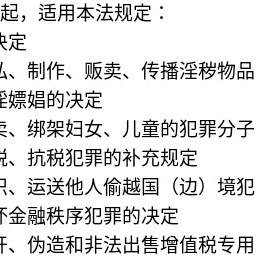 起，适用本法规定：
决定
、制作、贩卖、传播淫秽物品
淫嫖娼的决定
、绑架妇女、儿童的犯罪分子
税、抗税犯罪的补充规定
、运送他人偷越国（边）境犯
坏金融秩序犯罪的决定
开、伪造和非法出售增值税专用